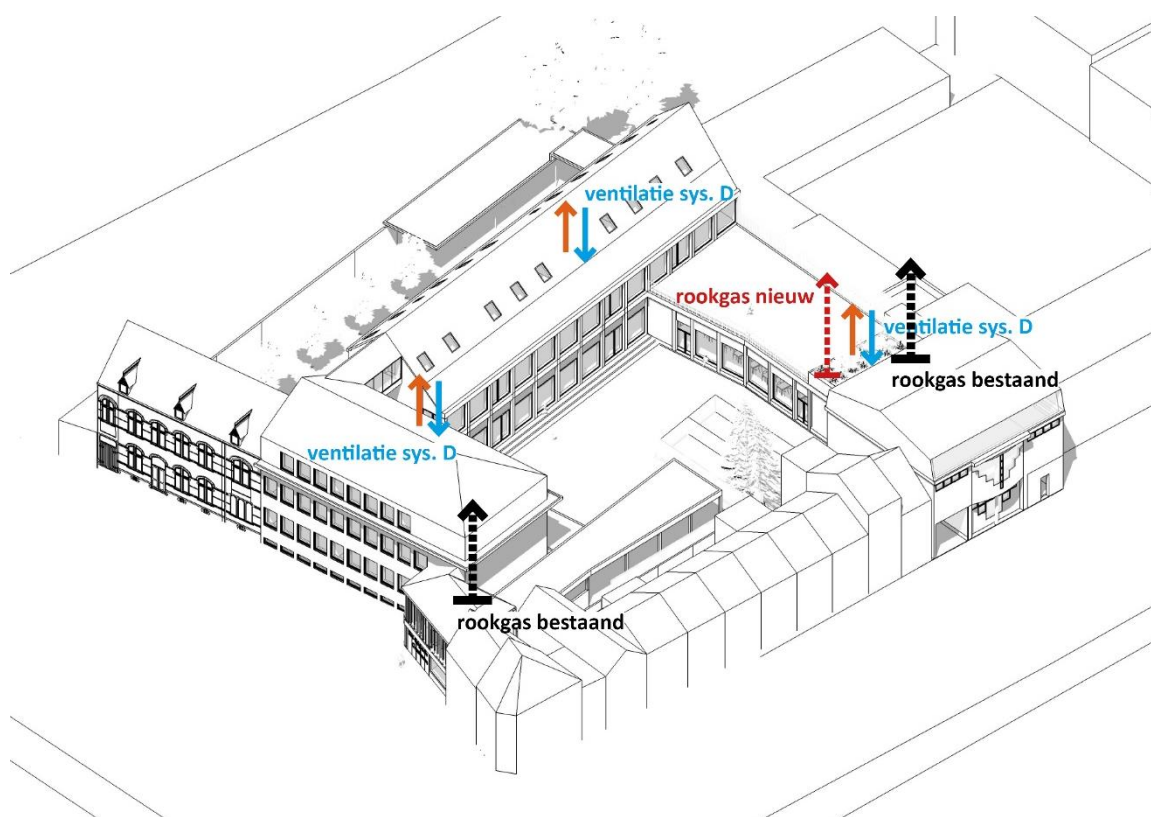 ventilatie sys. D
rookgas nieuw
ventilatie sys. D
rookgas bestaand
ventilatie sys. D
rookgas bestaand